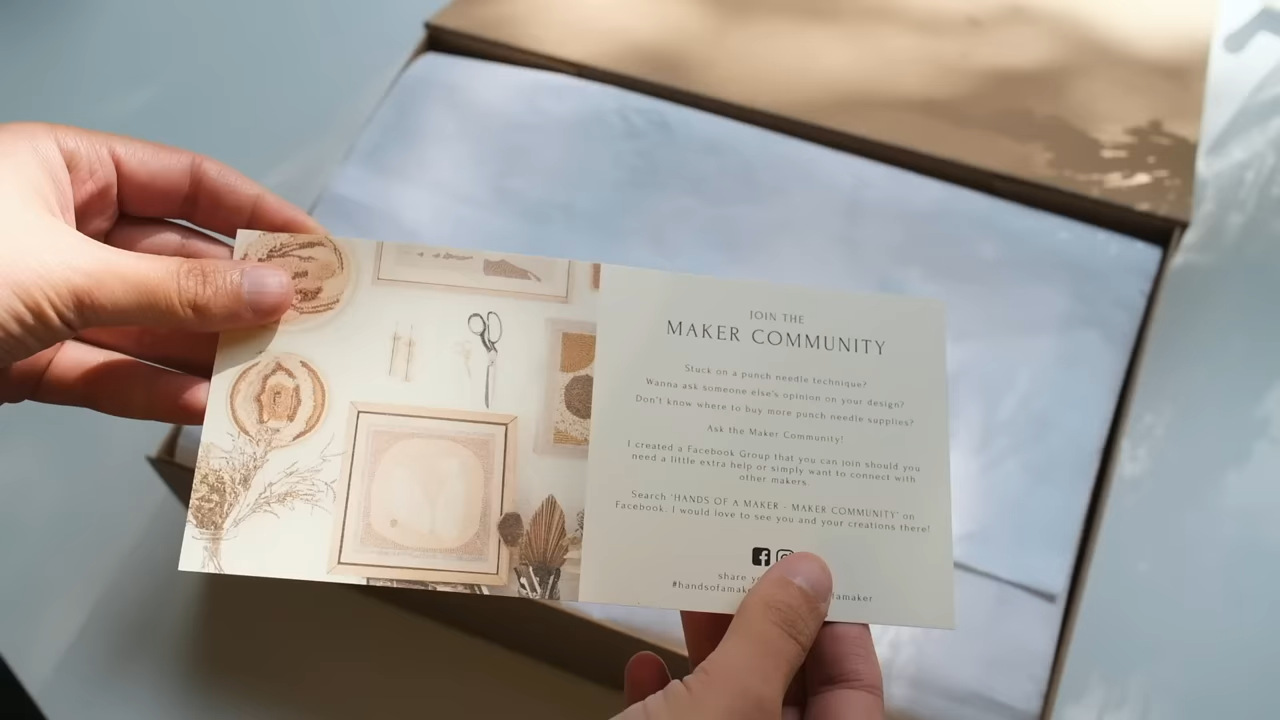 JOIN THE
MAKER COMMUNITY
Stuck on a punch needle technique?
Wanna ask someone else's opinion on your design?
Don't know where to buy more punch needle supplies?
Ask the Maker Community!
I created a Facebook Group that you can join should you
need a little extra help or simply want to connect with
other makers.
Search 'HANDS OF A MAKER - MAKER COMMUNITY' on
Facebook. I would love to see you and your creations there!
share